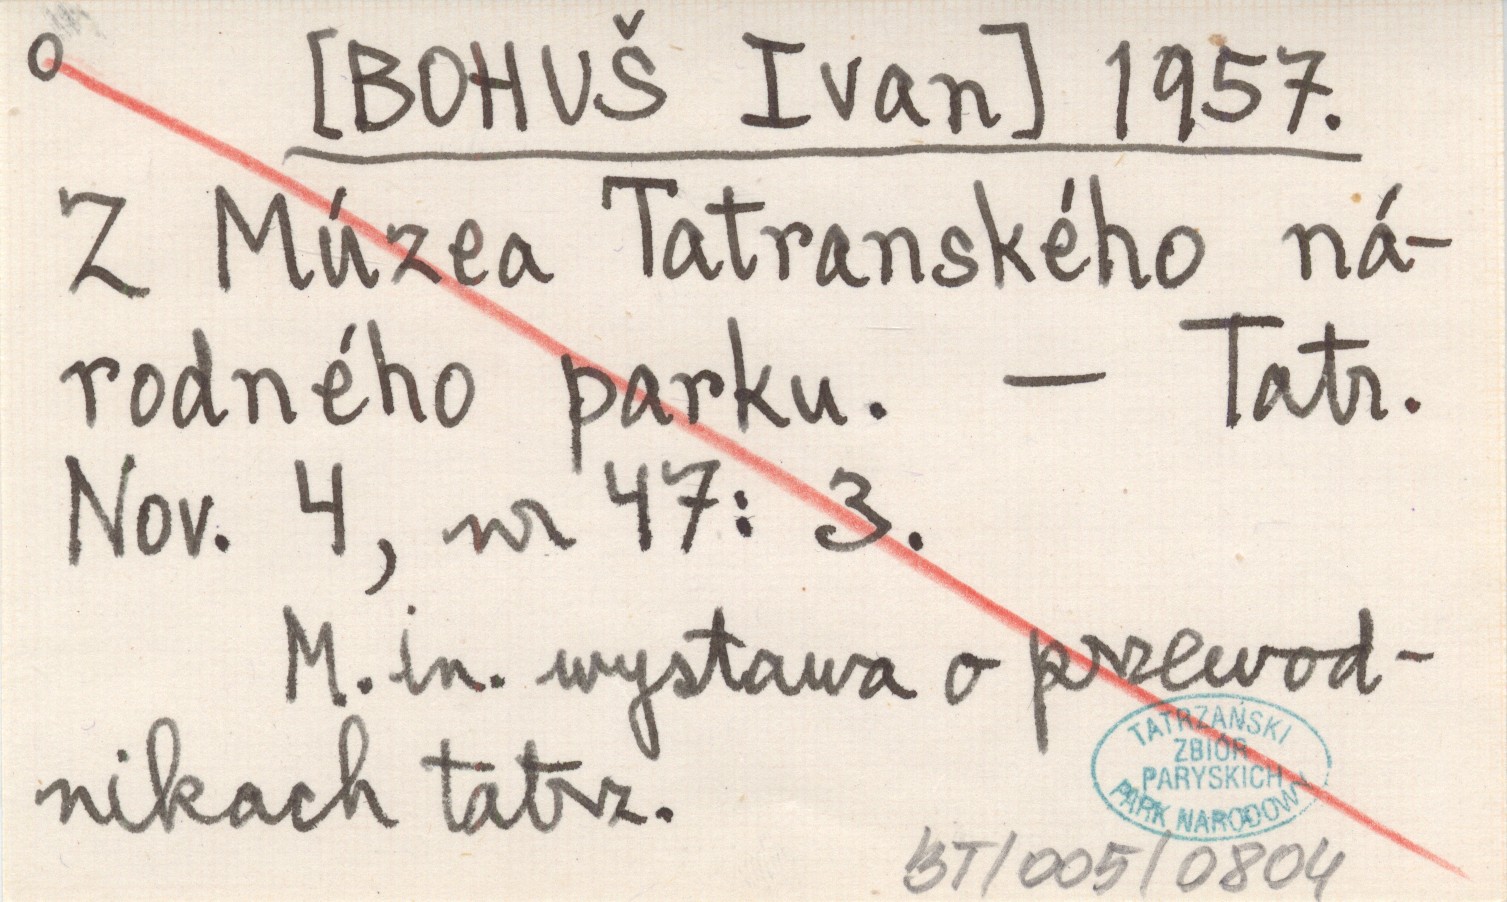 o [BOHUŠ Ivan] 1957.
Z Múzea Tatranského ná-
rodného parku. — Tatr.
Nov. 4, nr 47: 3.
M. in. wystawa o przewod-
nikach tatrz.
TATRZAŃSKI
ZBIÓR
PARYSKICH
PARK NARODOWY
BT/005/0804